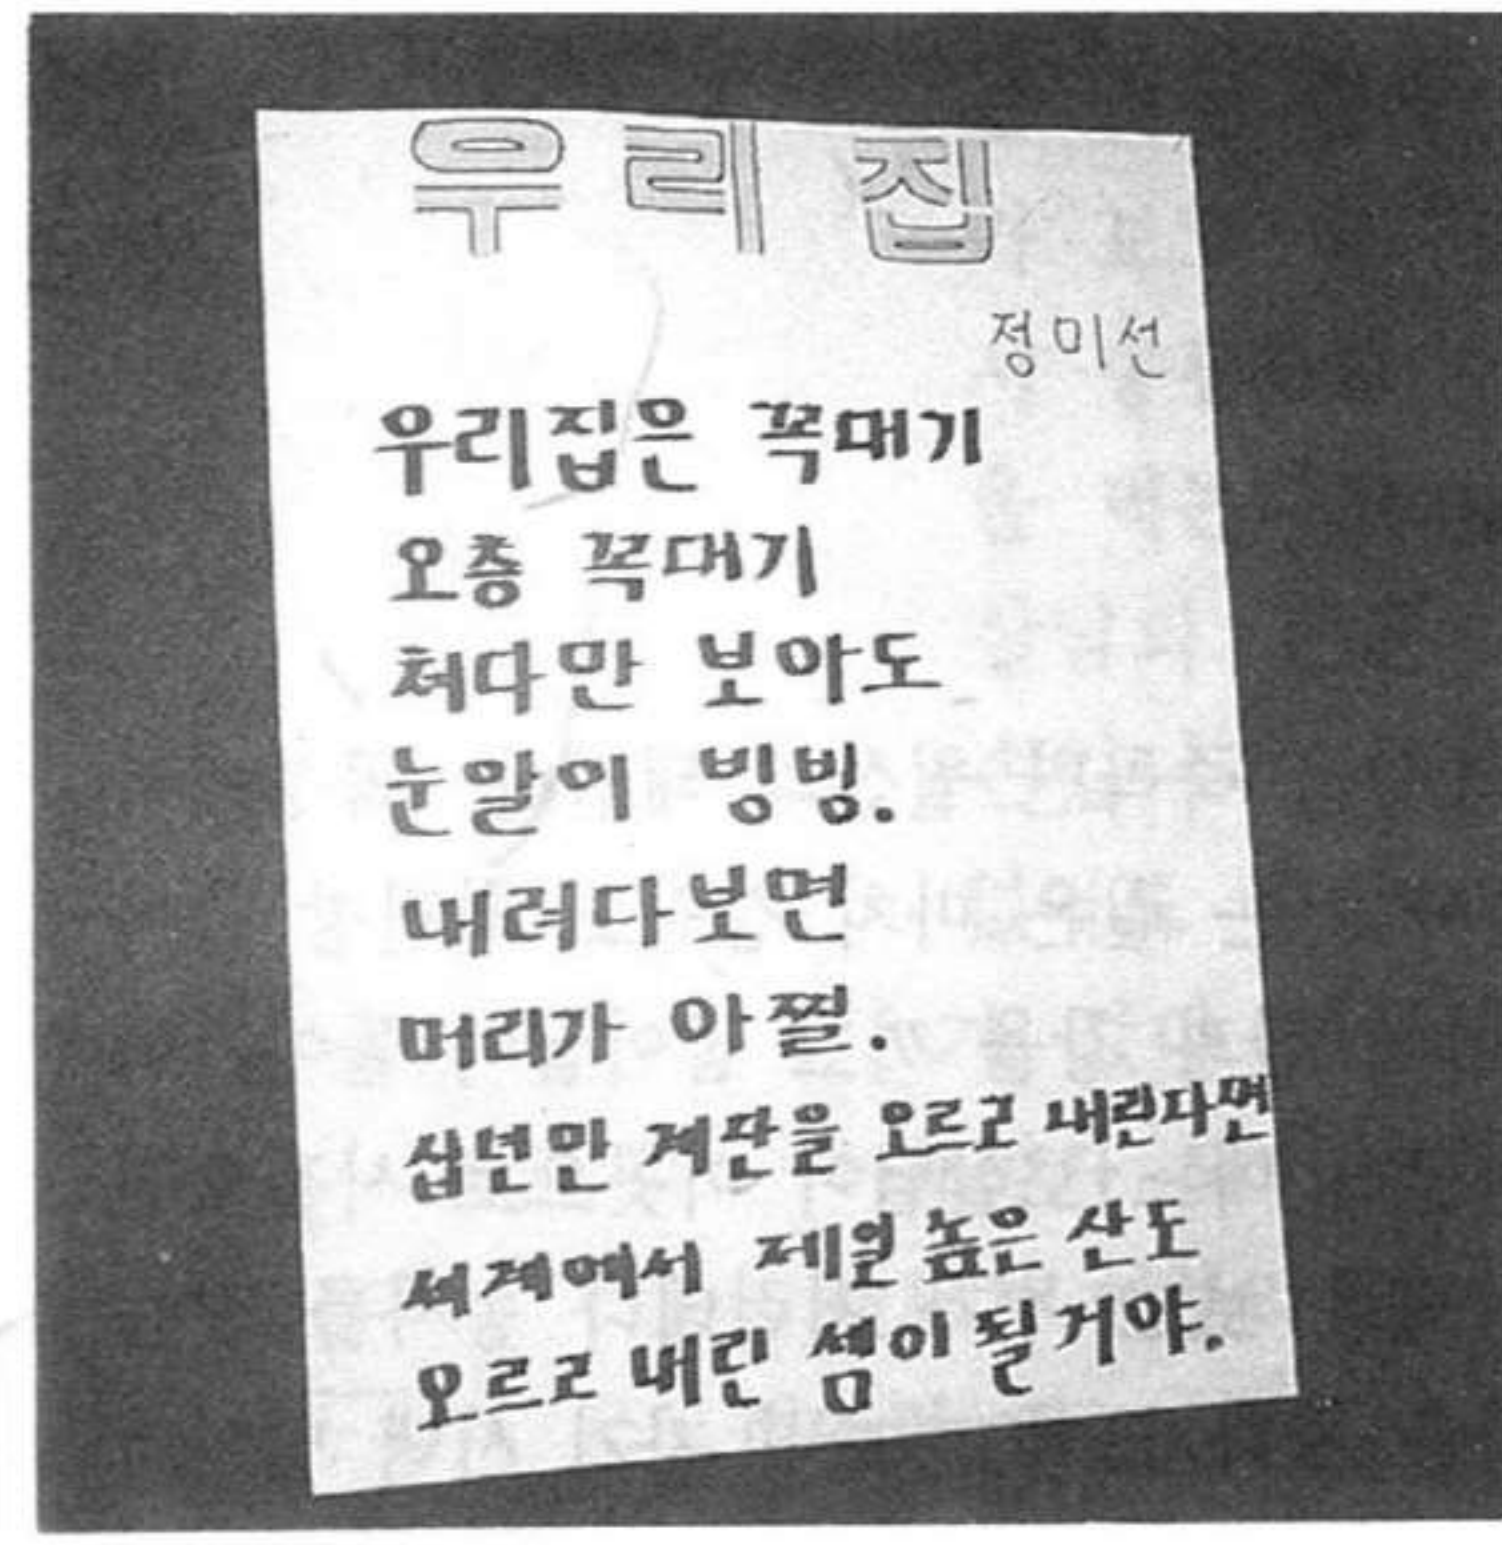 우리 집
정미선
우리집은 꼭대기
오층 꼭대기
처다만 보아도
눈알이 빙빙.
내려다보면
머리가 아찔.
십년만 계단을 오르고 내린다면
세계에서 제일 높은 산도
오르고 내린 셈이 될거야.